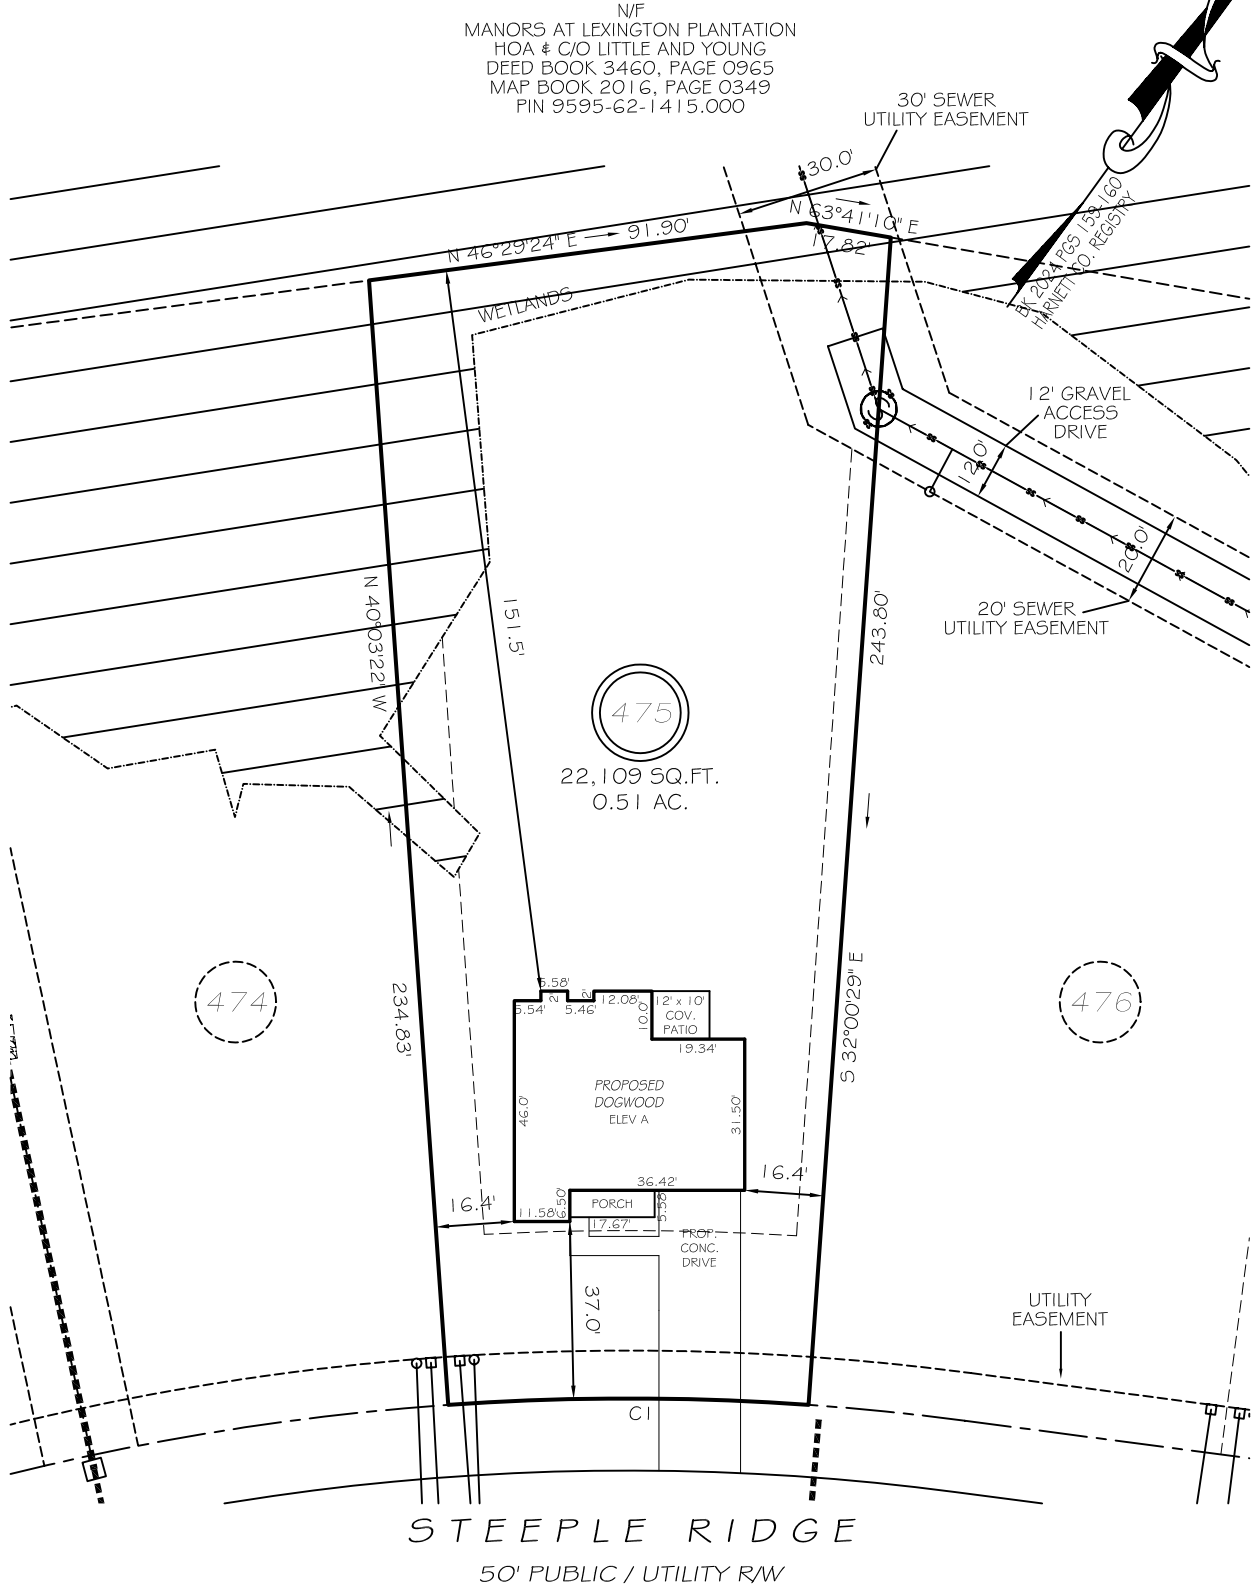 N/F
MANORS AT LEXINGTON PLANTATION
HOA & C/O LITTLE AND YOUNG
DEED BOOK 3460, PAGE 0965
MAP BOOK 2016, PAGE 0349
PIN 9595-62-1415.000
30' SEWER
UTILITY EASEMENT
30.0'
BK 2024 PGS 159-160
HARNETT CO. REGISTRY
N 63°41'10" E
17.82'
N 46°29'24" E
91.90'
WETLANDS
12' GRAVEL
ACCESS
DRIVE
12.0'
20.0'
20' SEWER
UTILITY EASEMENT
N 40°03'22" W
151.5'
243.80'
475
22,109 SQ.FT.
0.51 AC.
474
476
234.83'
S 32°00'29" E
5.58'
2'
2'
5.54'
5.46'
12.08'
10.0'
12' x 10'
COV.
PATIO
19.34'
PROPOSED
DOGWOOD
ELEV A
46.0'
31.50'
36.42'
16.4'
16.4'
11.58'
6.50'
PORCH
5.58'
17.67'
PROP.
CONC.
DRIVE
37.0'
UTILITY
EASEMENT
C1
STEEPLE RIDGE
50' PUBLIC / UTILITY R/W